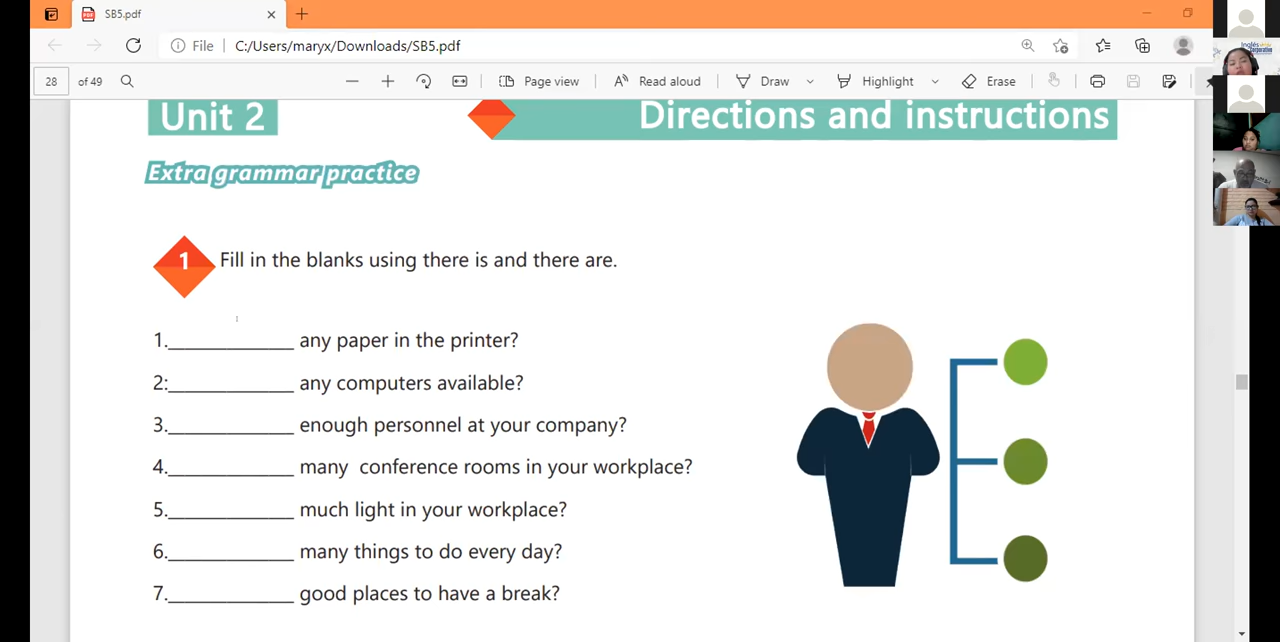 SB5.pdf
File
C:/Users/maryx/Downloads/SB5.pdf
28 of 49
Page view
Read aloud
Draw
Highlight
Erase
Unit 2
Directions and instructions
Extra grammar practice
1 Fill in the blanks using there is and there are.
1.______________ any paper in the printer?
2:______________ any computers available?
3.______________ enough personnel at your company?
4.______________ many conference rooms in your workplace?
5.______________ much light in your workplace?
6.______________ many things to do every day?
7.______________ good places to have a break?